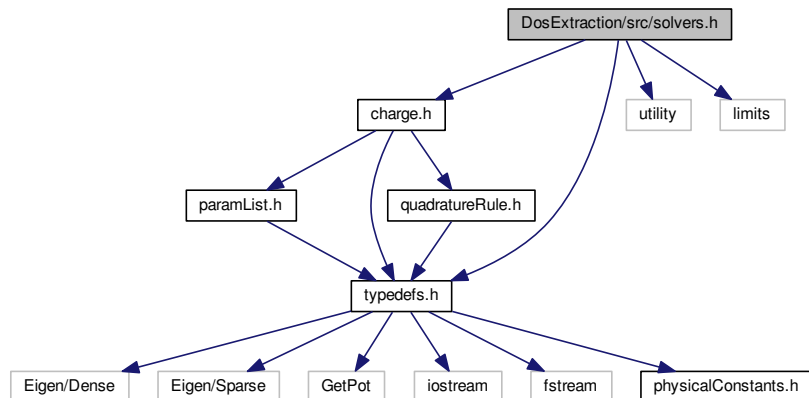 DosExtraction/src/solvers.h
charge.h
utility
limits
paramList.h
quadratureRule.h
typedefs.h
Eigen/Dense
Eigen/Sparse
GetPot
iostream
fstream
physicalConstants.h